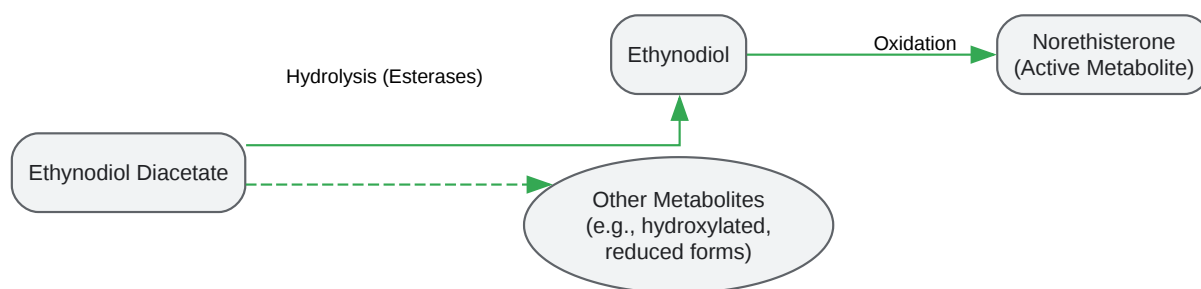 Ethynodiol
Oxidation
Norethisterone
(Active Metabolite)
Hydrolysis (Esterases)
Ethynodiol Diacetate
Other Metabolites
(e.g., hydroxylated,
reduced forms)